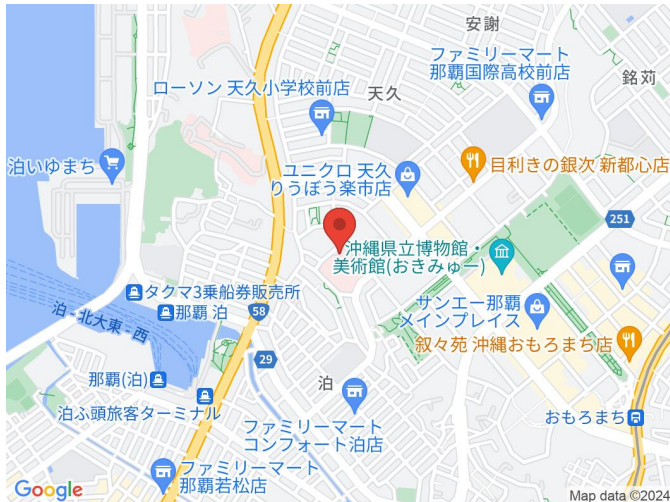 安謝
ファミリーマート
那覇国際高校前店
銘苅
ローソン 天久小学校前店
天久
泊いゆまち
ユニクロ 天久
りうぼう楽市店
目利きの銀次 新都心店
251
沖縄県立博物館・
美術館(おきみゅー)
タクマ3乗船券販売所
那覇 泊
58
サンエー那覇
メインプレイス
泊 - 北大東 - 西
叙々苑 沖縄おもろまち店
29
那覇(泊)
泊
おもろまち
泊ふ頭旅客ターミナル
ファミリーマート
コンフォート泊店
ファミリーマート
那覇若松店
Google
Map data ©2024